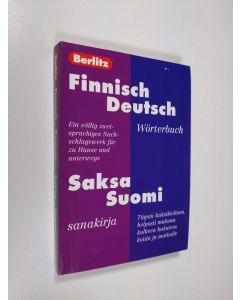 Berlitz
Finnisch
Deutsch
Ein völlig zwei-
sprachiges Nach-
schlagewerk für
zu Hause und
unterwegs
Wörterbuch
Saksa
Suomi
sanakirja
Täysin kaksikielinen,
helposti mukana
kulkeva hakuteos
kotiin ja matkalle